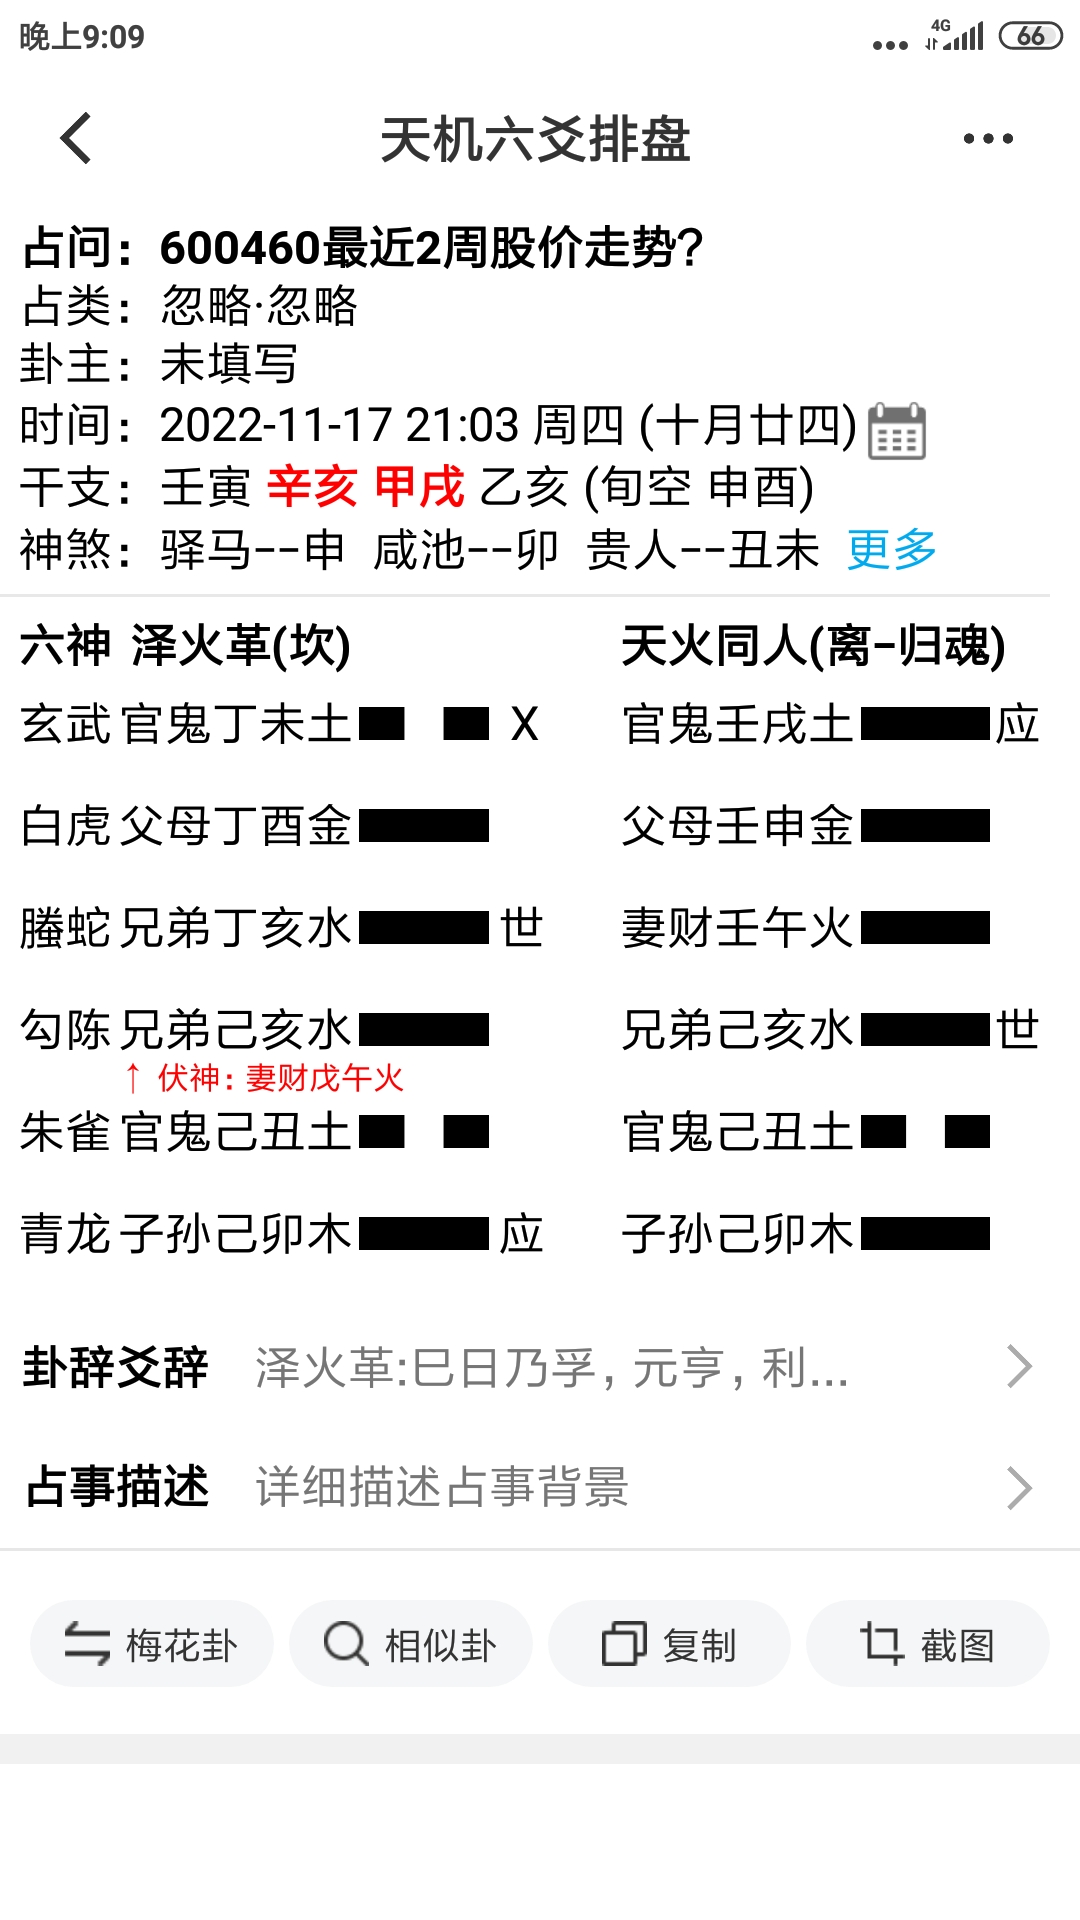 晚上9:09 4G 66
天机六爻排盘
占问：600460最近2周股价走势？
占类：忽略·忽略
卦主：未填写
时间：2022-11-17 21:03 周四 (十月廿四)
干支：壬寅 辛亥 甲戌 乙亥 (旬空 申酉)
神煞：驿马--申 咸池--卯 贵人--丑未 更多
六神 泽火革(坎) 天火同人(离-归魂)
玄武 官鬼丁未土 X 官鬼壬戌土 应
白虎 父母丁酉金 父母壬申金
螣蛇 兄弟丁亥水 世 妻财壬午火
勾陈 兄弟己亥水 兄弟己亥水 世
↑ 伏神：妻财戊午火
朱雀 官鬼己丑土 官鬼己丑土
青龙 子孙己卯木 应 子孙己卯木
卦辞爻辞 泽火革:巳日乃孚，元亨，利...
占事描述 详细描述占事背景
梅花卦 相似卦 复制 截图